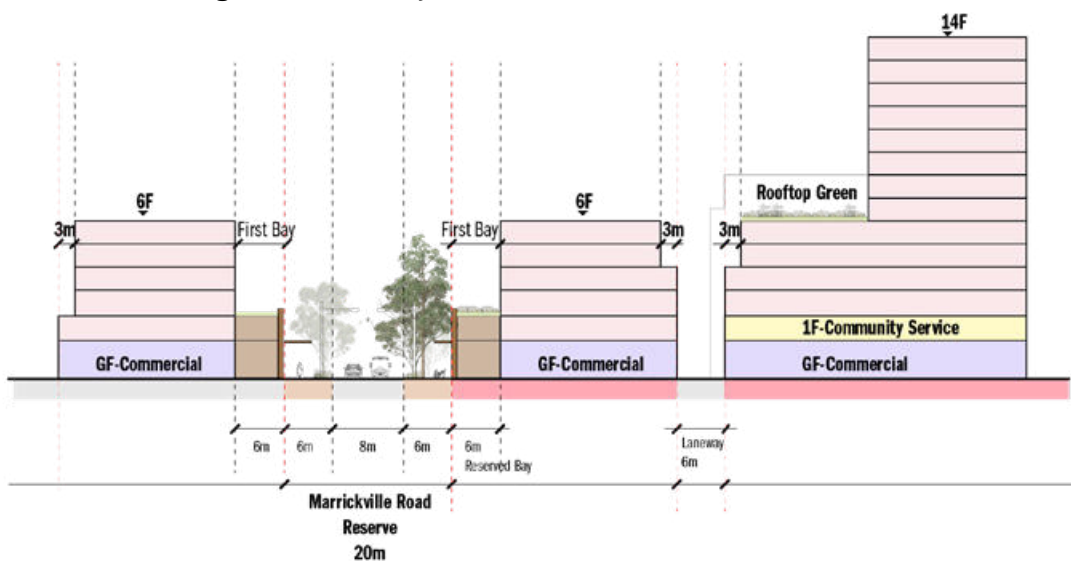 14F
6F
6F
Rooftop Green
3m
First Bay
First Bay
3m
3m
1F-Community Service
GF-Commercial
GF-Commercial
GF-Commercial
6m
6m
8m
6m
6m
Reserved Bay
Laneway
6m
Marrickville Road
Reserve
20m